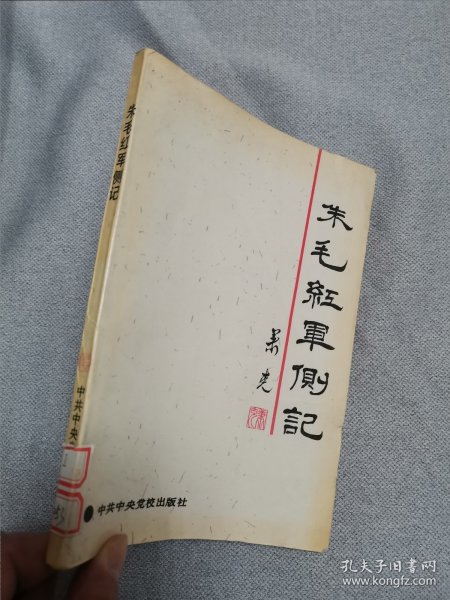 朱毛紅軍側記
萧克
中共中央党校出版社
朱毛红军侧记
中共中央
孔夫子旧书网
www.kongfz.com